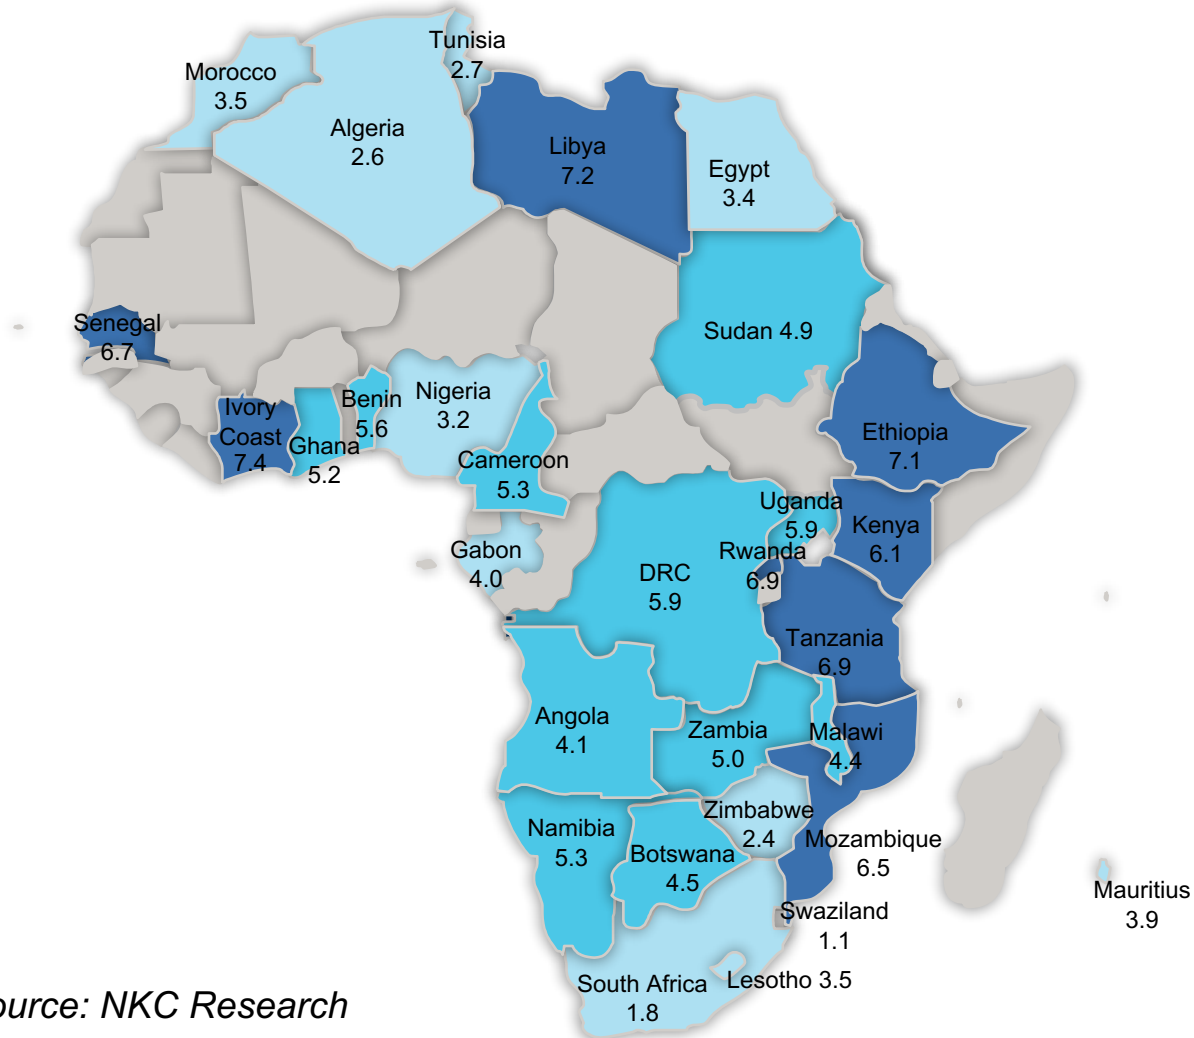 Tunisia
2.7
Morocco
3.5
Algeria
2.6
Libya
7.2
Egypt
3.4
Senegal
6.7
Sudan 4.9
Ivory
Coast
7.4
Ghana
5.2
Benin
5.6
Nigeria
3.2
Cameroon
5.3
Ethiopia
7.1
Uganda
5.9
Kenya
6.1
Gabon
4.0
Rwanda
6.9
DRC
5.9
Tanzania
6.9
Angola
4.1
Zambia
5.0
Malawi
4.4
Zimbabwe
2.4
Namibia
5.3
Botswana
4.5
Mozambique
6.5
Mauritius
3.9
Swaziland
1.1
Lesotho 3.5
South Africa
1.8
ource: NKC Research